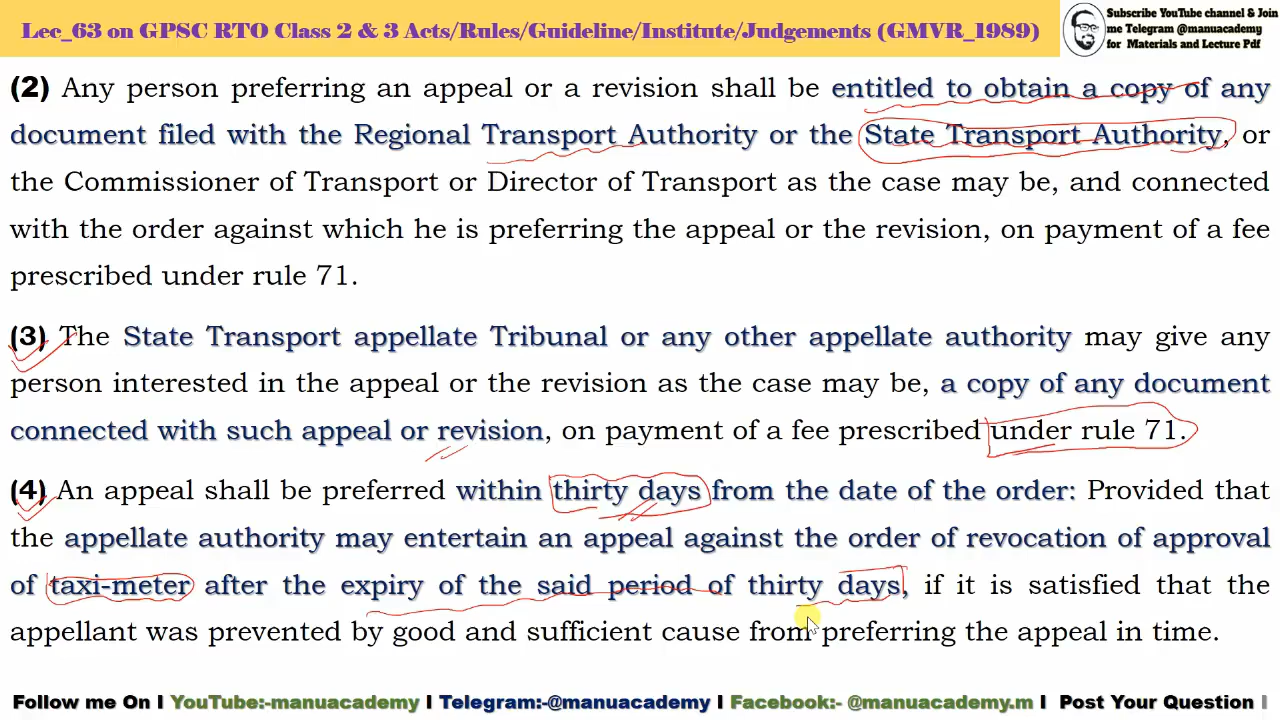 Lec_63 on GPSC RTO Class 2 & 3 Acts/Rules/Guideline/Institute/Judgements (GMVR_1989)
Subscribe YouTube channel & Join
me Telegram @manuacademy
for Materials and Lecture Pdf
(2) Any person preferring an appeal or a revision shall be entitled to obtain a copy of any
document filed with the Regional Transport Authority or the State Transport Authority, or
the Commissioner of Transport or Director of Transport as the case may be, and connected
with the order against which he is preferring the appeal or the revision, on payment of a fee
prescribed under rule 71.
(3) The State Transport appellate Tribunal or any other appellate authority may give any
person interested in the appeal or the revision as the case may be, a copy of any document
connected with such appeal or revision, on payment of a fee prescribed under rule 71.
(4) An appeal shall be preferred within thirty days from the date of the order: Provided that
the appellate authority may entertain an appeal against the order of revocation of approval
of taxi-meter after the expiry of the said period of thirty days, if it is satisfied that the
appellant was prevented by good and sufficient cause from preferring the appeal in time.
Follow me On I YouTube:-manuacademy I Telegram:-@manuacademy I Facebook:- @manuacademy.m I Post Your Question I